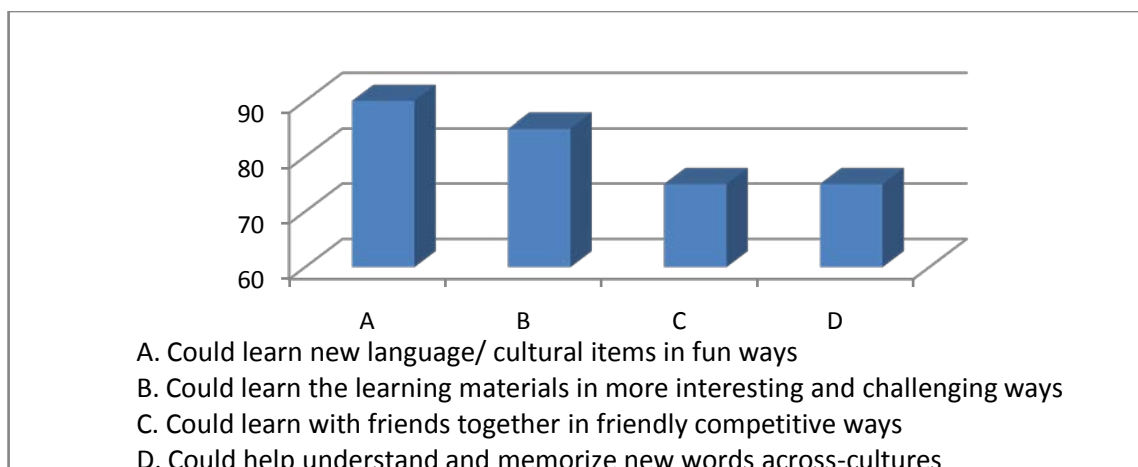 90
80
70
60
A B C D
A. Could learn new language/ cultural items in fun ways
B. Could learn the learning materials in more interesting and challenging ways
C. Could learn with friends together in friendly competitive ways
D. Could help understand and memorize new words across-cultures